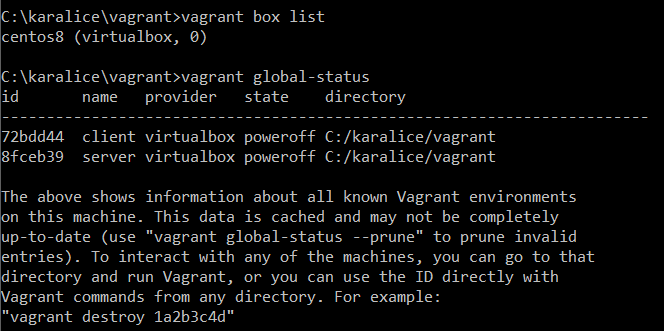 C:\karalice\vagrant>vagrant box list
centos8 (virtualbox, 0)
C:\karalice\vagrant>vagrant global-status
id name provider state directory
------------------------------------------------------------------------
72bdd44 client virtualbox poweroff C:/karalice/vagrant
8fceb39 server virtualbox poweroff C:/karalice/vagrant
The above shows information about all known Vagrant environments
on this machine. This data is cached and may not be completely
up-to-date (use "vagrant global-status --prune" to prune invalid
entries). To interact with any of the machines, you can go to that
directory and run Vagrant, or you can use the ID directly with
Vagrant commands from any directory. For example:
"vagrant destroy 1a2b3c4d"